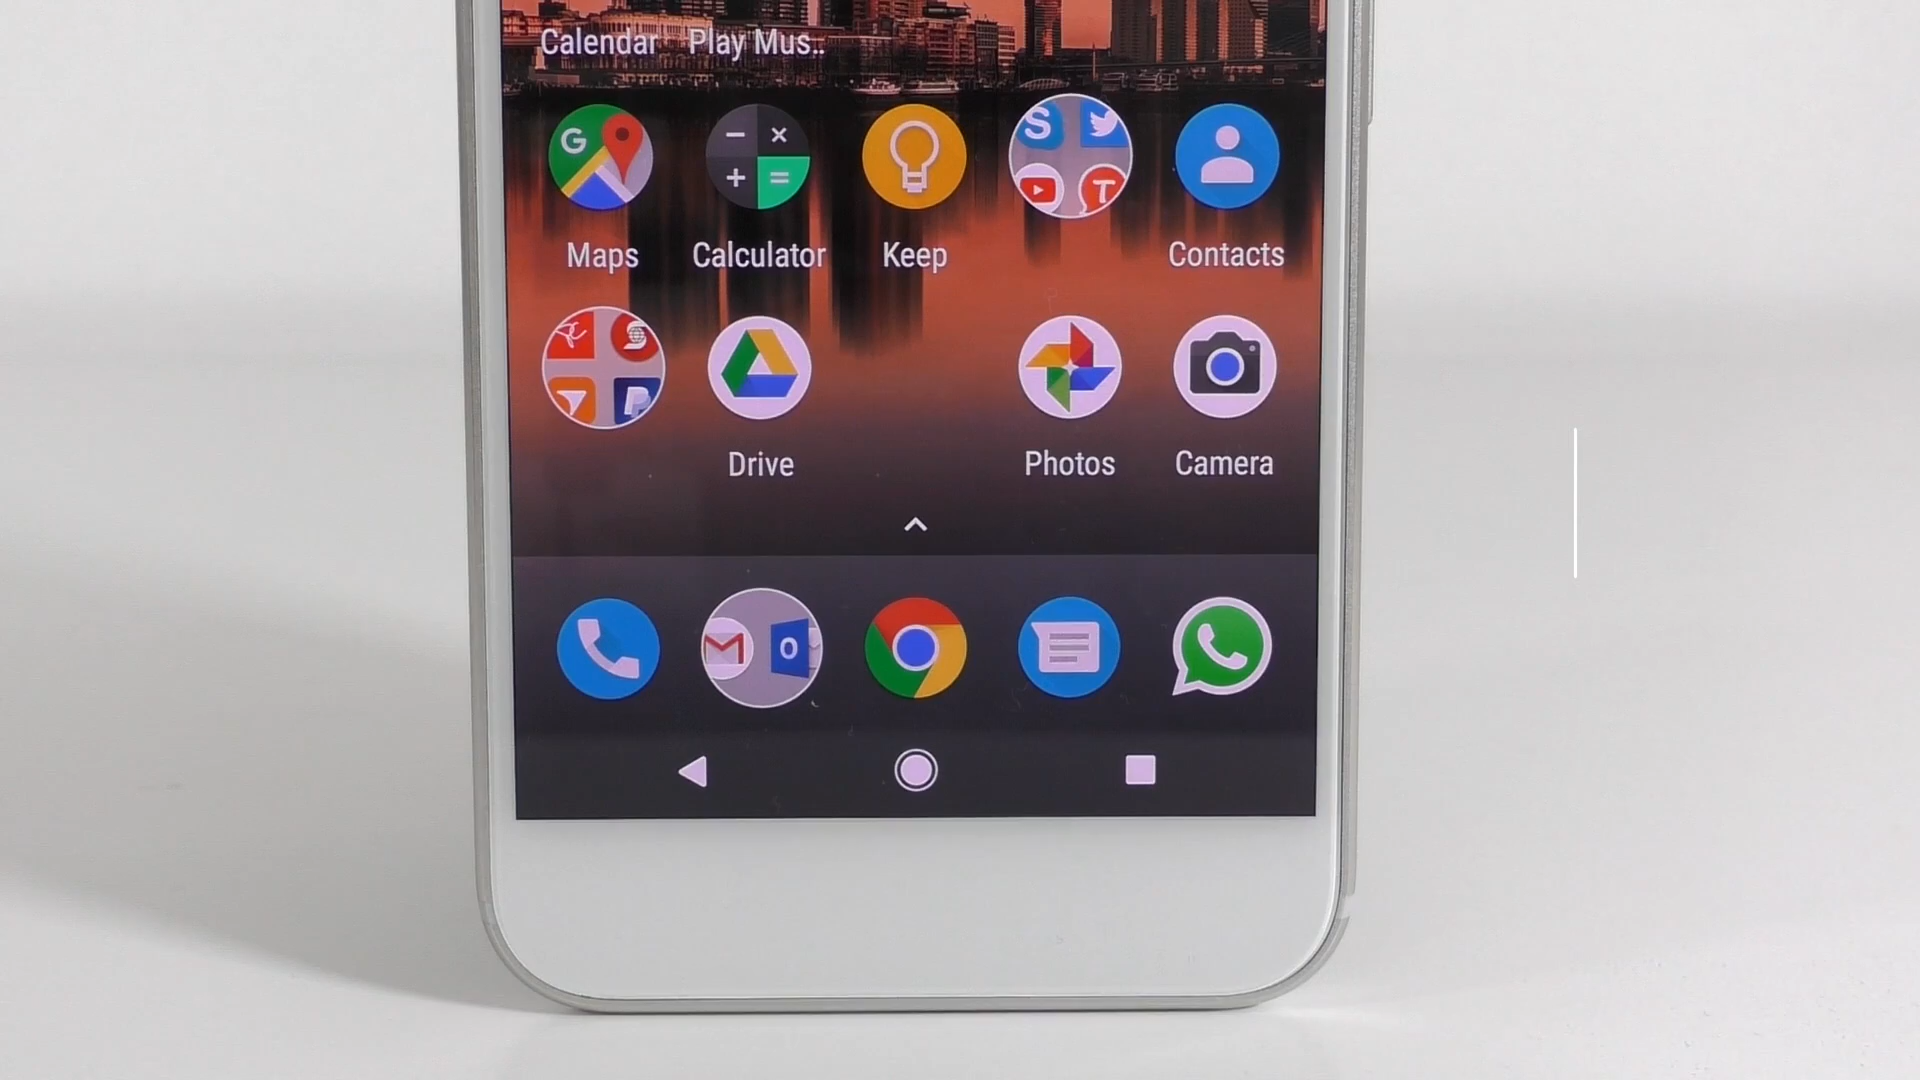 Calendar Play Mus..
G
S
T
Maps Calculator Keep Contacts
Drive Photos Camera
O